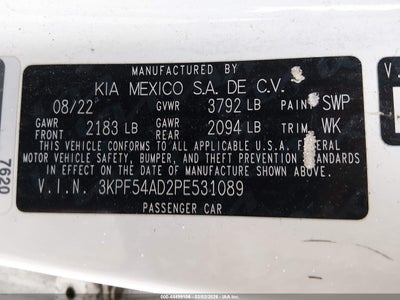 MANUFACTURED BY
KIA MEXICO S.A. DE C.V.
08/22 GVWR 3792 LB PAINT SWP
GAWR FRONT 2183 LB GAWR REAR 2094 LB TRIM WK
THIS VEHICLE CONFORMS TO ALL APPLICABLE U.S.A. FEDERAL
MOTOR VEHICLE SAFETY, BUMPER, AND THEFT PREVENTION STANDARDS
IN EFFECT ON THE DATE OF MANUFACTURE SHOWN ABOVE.
V.I.N. 3KPF54AD2PE531089
PASSENGER CAR
7620
V.